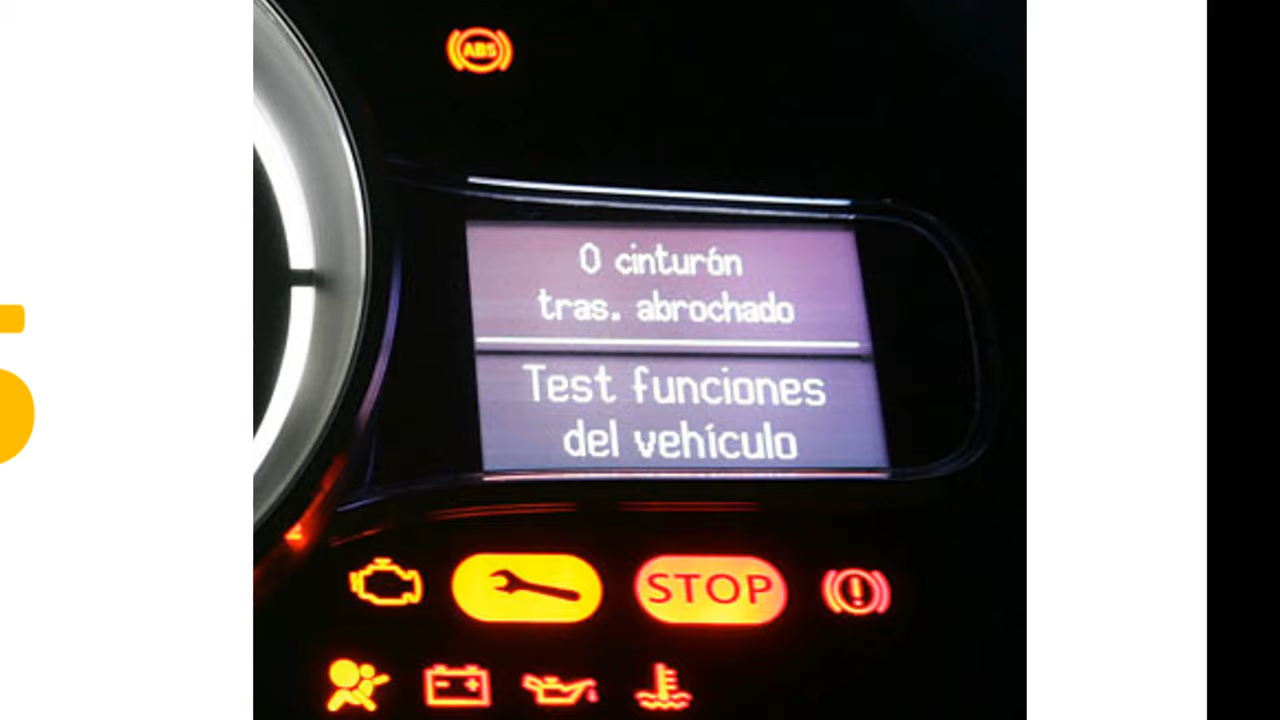 ABS
0 cinturón
tras. abrochado
Test funciones
del vehículo
STOP